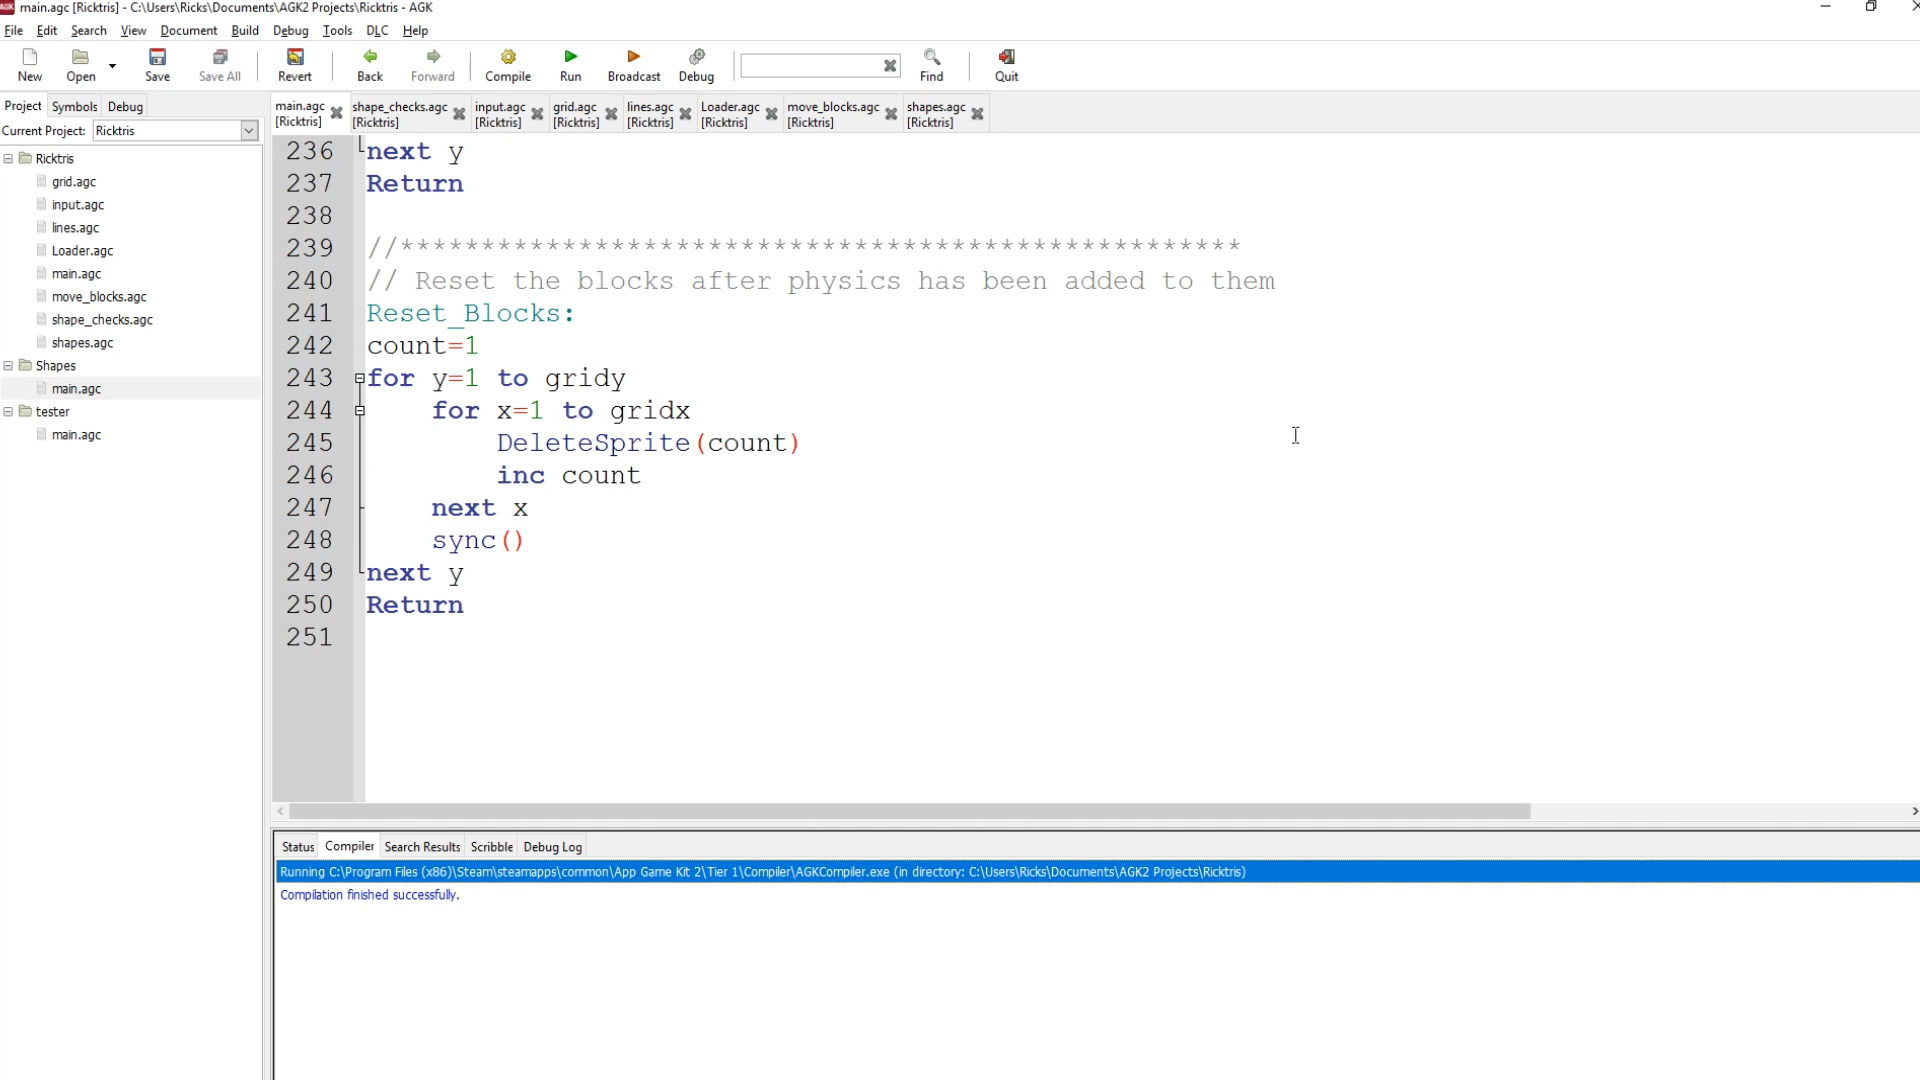 main.agc [Ricktris] - C:\Users\Ricks\Documents\AGK2 Projects\Ricktris - AGK
File Edit Search View Document Build Debug Tools DLC Help
New Open Save Save All Revert Back Forward Compile Run Broadcast Debug Find Quit
Project Symbols Debug
Current Project: Ricktris
Ricktris
grid.agc
input.agc
lines.agc
Loader.agc
main.agc
move_blocks.agc
shape_checks.agc
shapes.agc
Shapes
main.agc
tester
main.agc
main.agc shape_checks.agc input.agc grid.agc lines.agc Loader.agc move_blocks.agc shapes.agc
[Ricktris] [Ricktris] [Ricktris] [Ricktris] [Ricktris] [Ricktris] [Ricktris] [Ricktris]
236 next y
237 Return
238
239 //****************************************************
240 // Reset the blocks after physics has been added to them
241 Reset_Blocks:
242 count=1
243 for y=1 to gridy
244 for x=1 to gridx
245 DeleteSprite(count)
246 inc count
247 next x
248 sync()
249 next y
250 Return
251
Status Compiler Search Results Scribble Debug Log
Running C:\Program Files (x86)\Steam\steamapps\common\App Game Kit 2\Tier 1\Compiler\AGKCompiler.exe (in directory: C:\Users\Ricks\Documents\AGK2 Projects\Ricktris)
Compilation finished successfully.